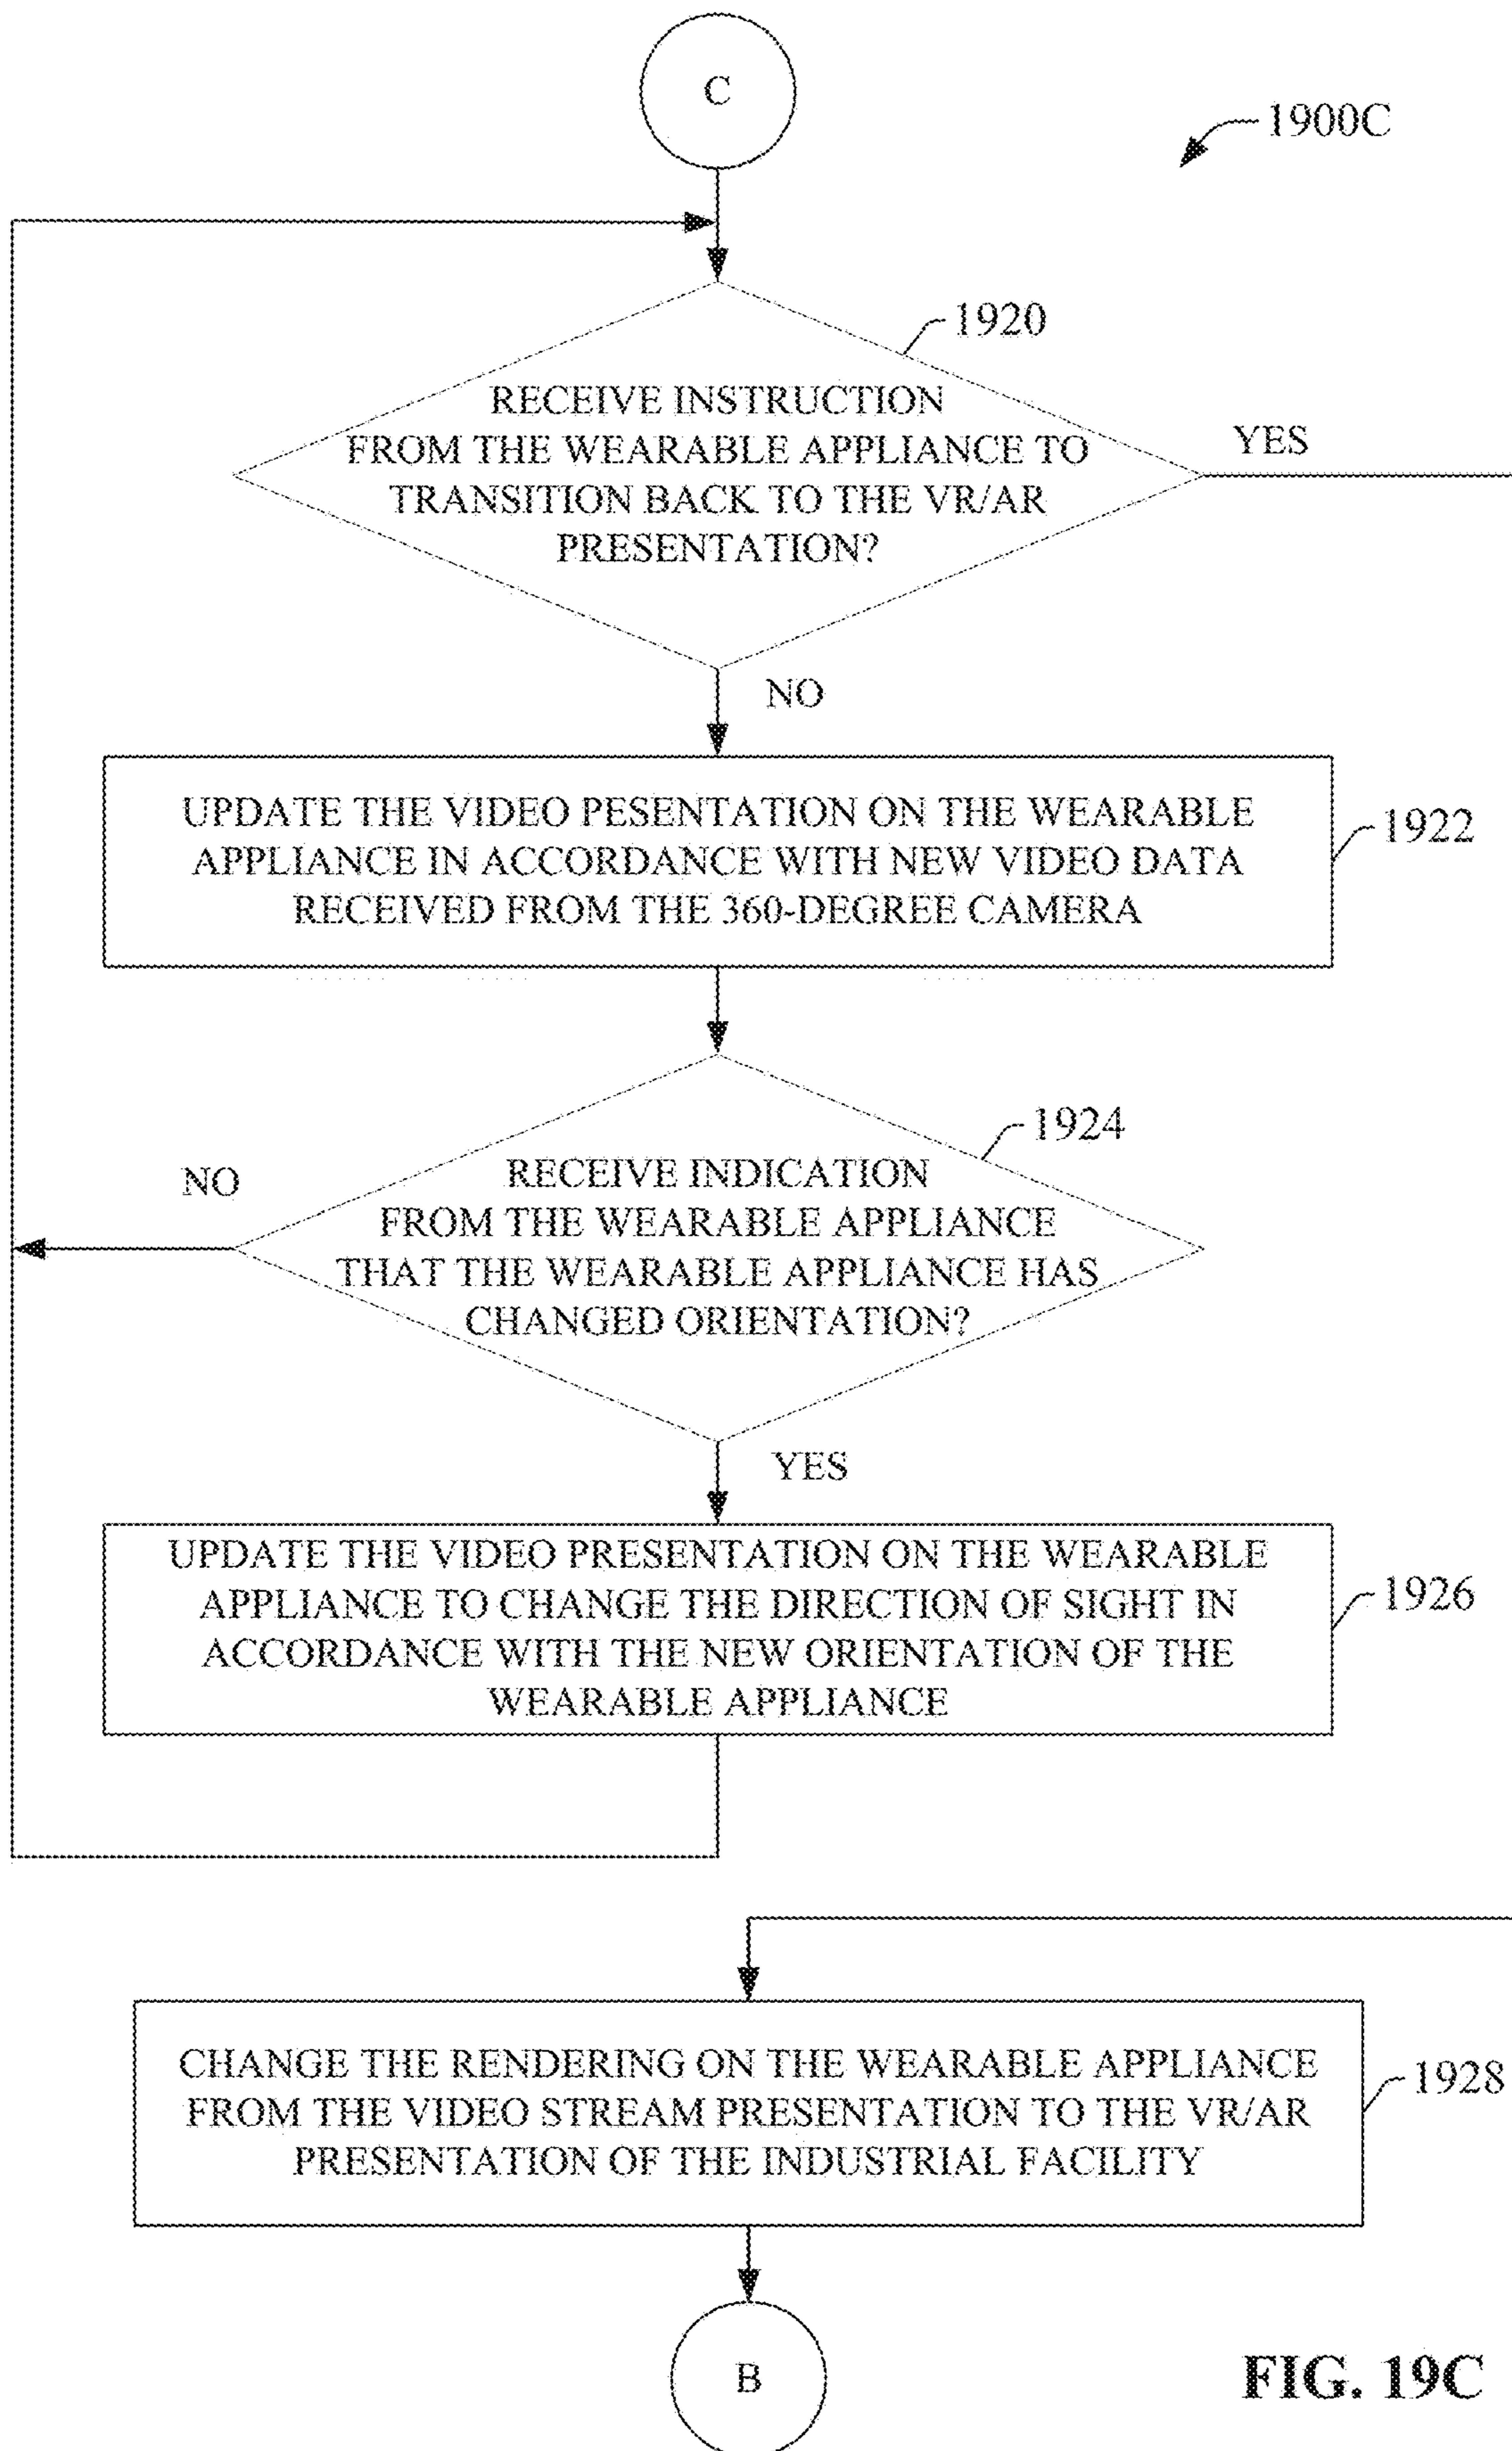 C
1900C
1920
RECEIVE INSTRUCTION
FROM THE WEARABLE APPLIANCE TO
TRANSITION BACK TO THE VR/AR
PRESENTATION?
YES
NO
UPDATE THE VIDEO PESENTATION ON THE WEARABLE
APPLIANCE IN ACCORDANCE WITH NEW VIDEO DATA
RECEIVED FROM THE 360-DEGREE CAMERA
1922
1924
RECEIVE INDICATION
FROM THE WEARABLE APPLIANCE
THAT THE WEARABLE APPLIANCE HAS
CHANGED ORIENTATION?
NO
YES
UPDATE THE VIDEO PRESENTATION ON THE WEARABLE
APPLIANCE TO CHANGE THE DIRECTION OF SIGHT IN
ACCORDANCE WITH THE NEW ORIENTATION OF THE
WEARABLE APPLIANCE
1926
CHANGE THE RENDERING ON THE WEARABLE APPLIANCE
FROM THE VIDEO STREAM PRESENTATION TO THE VR/AR
PRESENTATION OF THE INDUSTRIAL FACILITY
1928
B
FIG. 19C